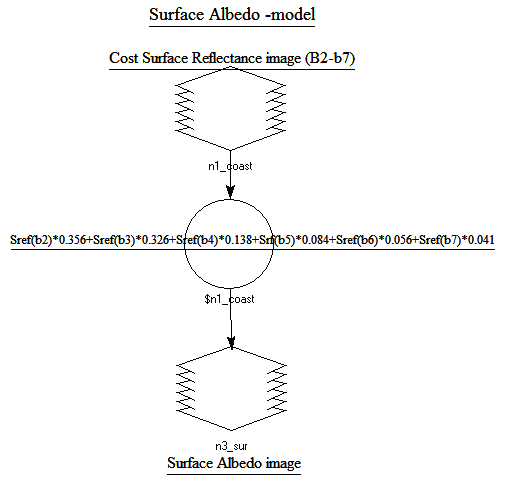 Surface Albedo -model
Cost Surface Reflectance image (B2-b7)
n1_coast
Sref(b2)*0.356+Sref(b3)*0.326+Sref(b4)*0.138+Srf(b5)*0.084+Sref(b6)*0.056+Sref(b7)*0.041
$n1_coast
n3_sur
Surface Albedo image